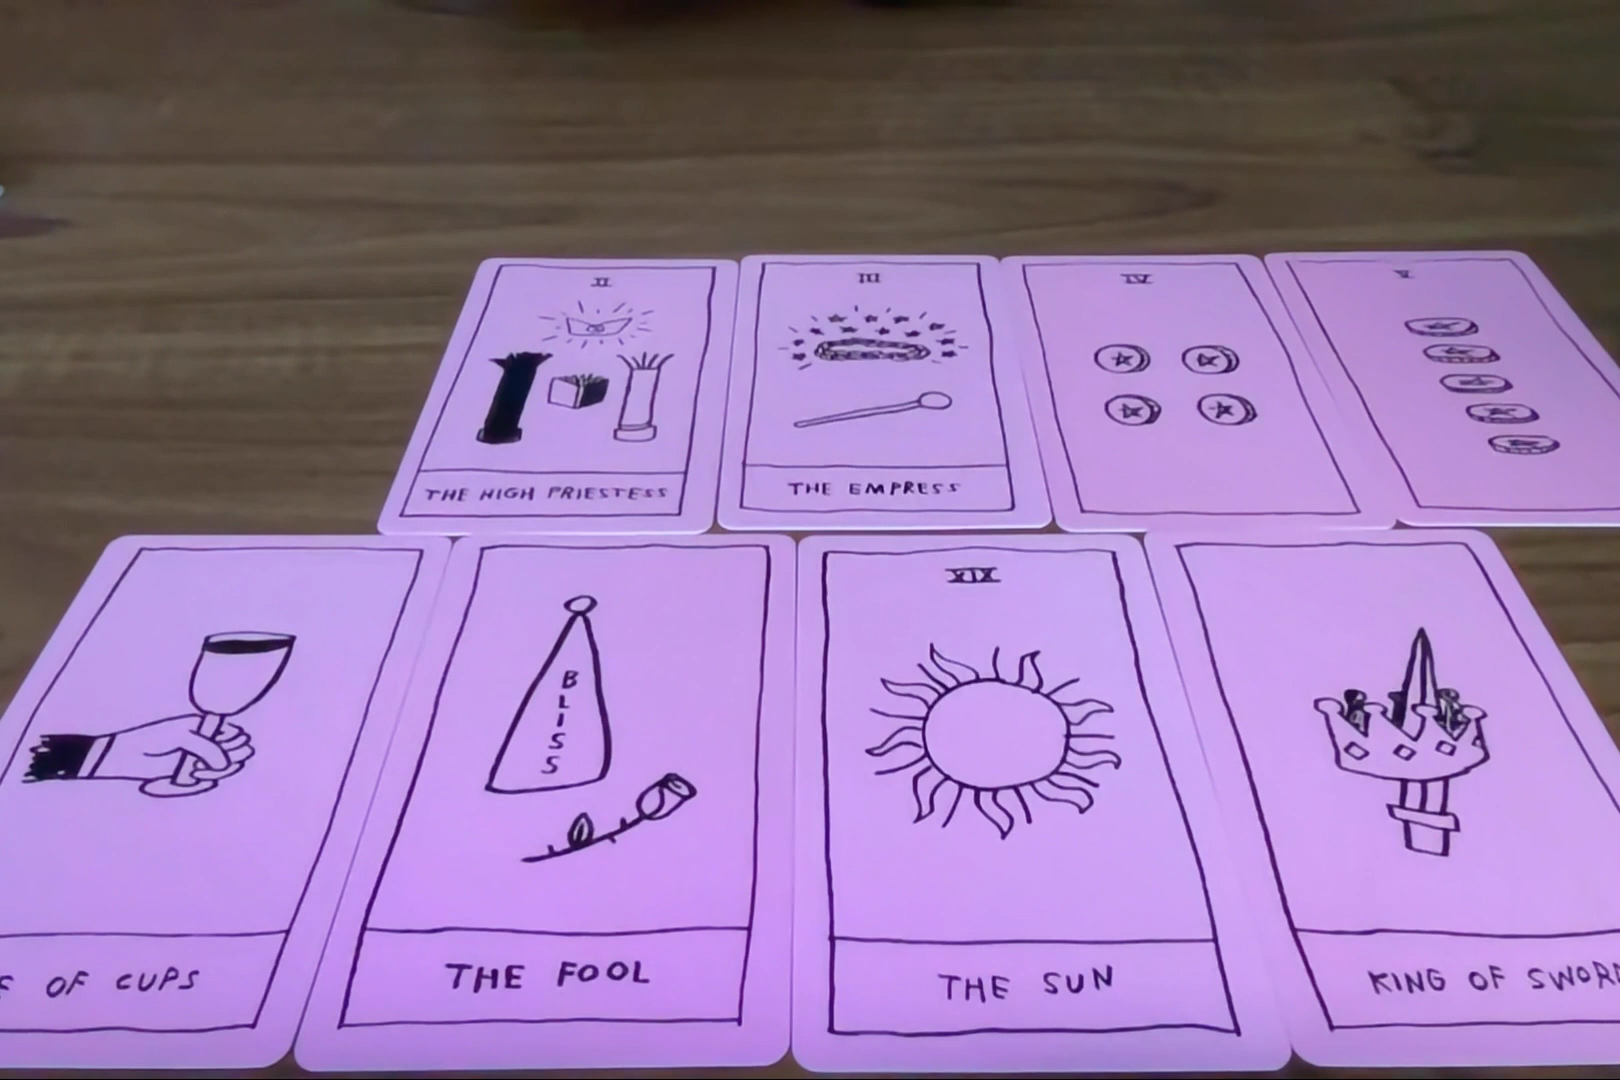 II
III
IV
V
THE HIGH PRIESTESS
THE EMPRESS
XIX
BLISS
OF CUPS
THE FOOL
THE SUN
KING OF SWORD